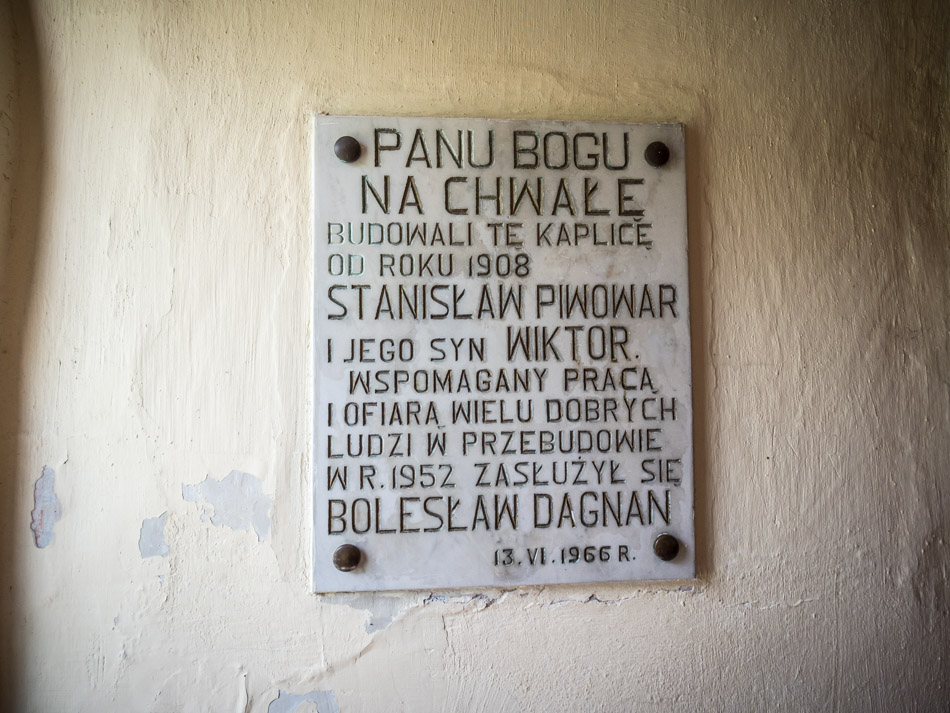 PANU BOGU
NA CHWAŁĘ
BUDOWALI TĘ KAPLICĘ
OD ROKU 1908
STANISŁAW PIWOWAR
I JEGO SYN WIKTOR.
WSPOMAGANY PRACĄ
I OFIARĄ WIELU DOBRYCH
LUDZI W PRZEBUDOWIE
W R. 1952 ZASŁUŻYŁ SIĘ
BOLESŁAW DAGNAN
13.VI.1966 R.